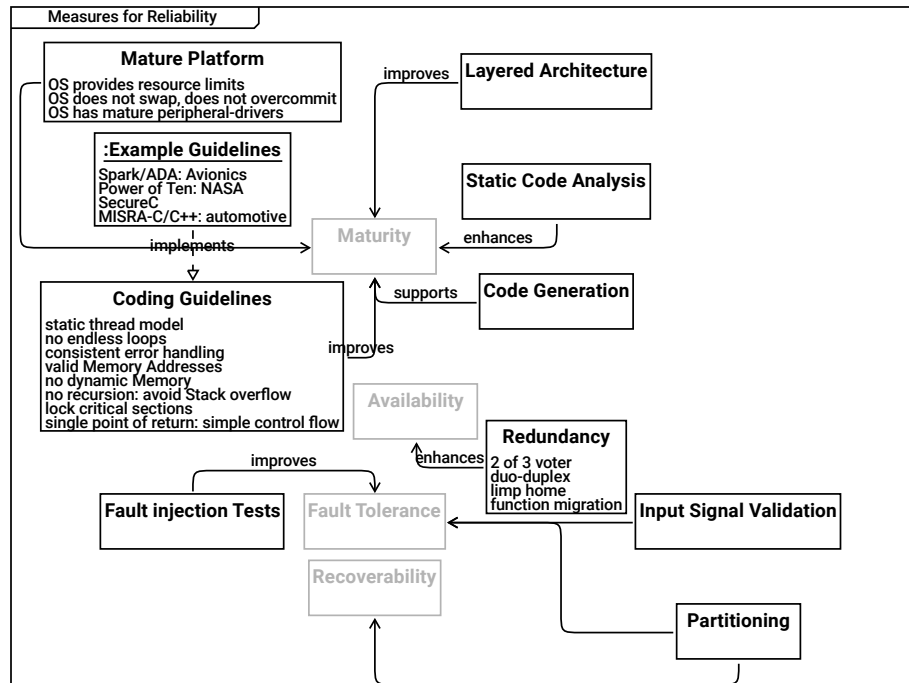 Measures for Reliability
Mature Platform
OS provides resource limits
OS does not swap, does not overcommit
OS has mature peripheral-drivers
improves
Layered Architecture
:Example Guidelines
Spark/ADA: Avionics
Power of Ten: NASA
SecureC
MISRA-C/C++: automotive
Static Code Analysis
Maturity
enhances
implements
Coding Guidelines
static thread model
no endless loops
consistent error handling
valid Memory Addresses
no dynamic Memory
no recursion: avoid Stack overflow
lock critical sections
single point of return: simple control flow
supports
Code Generation
improves
Availability
Redundancy
2 of 3 voter
duo-duplex
limp home
function migration
enhances
improves
Fault injection Tests
Fault Tolerance
Input Signal Validation
Recoverability
Partitioning